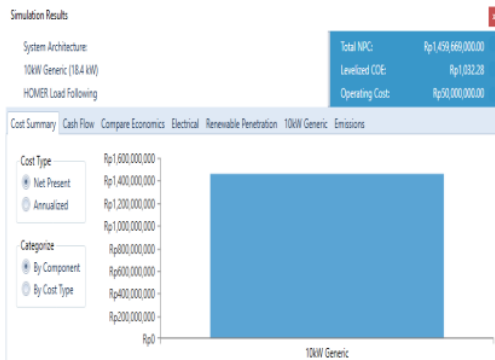 Simulation Results
x
System Architecture:
10kW Generic (18.4 kW)
HOMER Load Following
Total NPC: Rp1,459,669,000.00
Levelized COE: Rp1,032.28
Operating Cost: Rp50,000,000.00
Cost Summary Cash Flow Compare Economics Electrical Renewable Penetration 10kW Generic Emissions
Cost Type
Net Present
Annualized
Categorize
By Component
By Cost Type
Rp1,600,000,000
Rp1,400,000,000
Rp1,200,000,000
Rp1,000,000,000
Rp800,000,000
Rp600,000,000
Rp400,000,000
Rp200,000,000
Rp0
10kW Generic